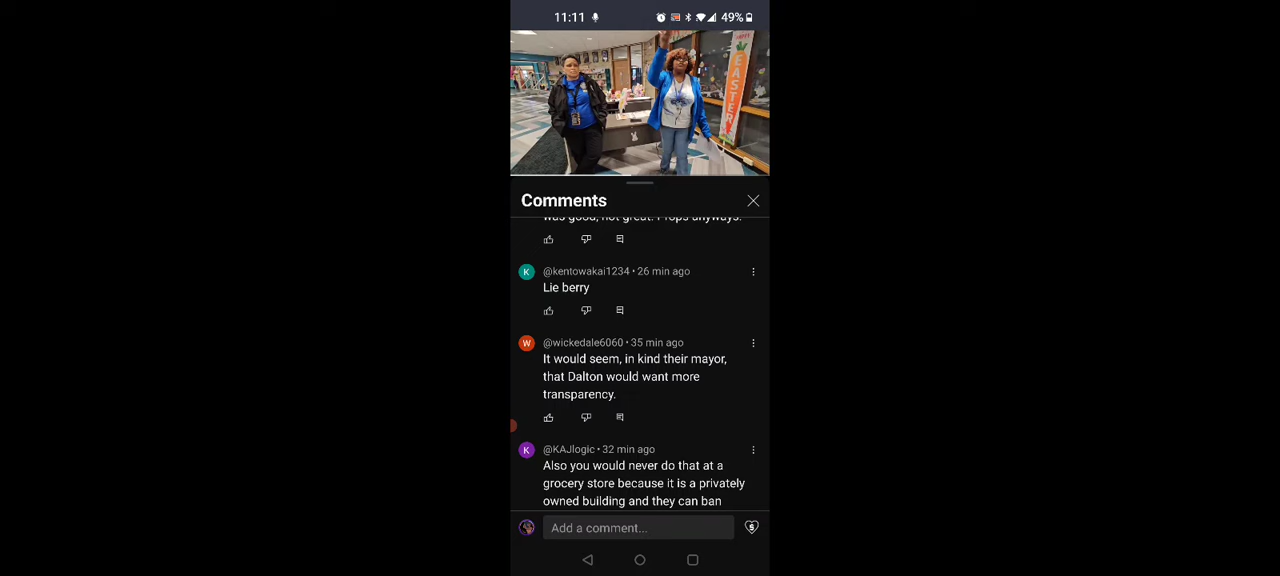 11:11
49%
EASTER!
Comments
was good, not great. Props anyways.
@kentowakai1234 • 26 min ago
Lie berry
@wickedale6060 • 35 min ago
It would seem, in kind their mayor,
that Dalton would want more
transparency.
@KAJlogic • 32 min ago
Also you would never do that at a
grocery store because it is a privately
owned building and they can ban
Add a comment...
K
W
K
$